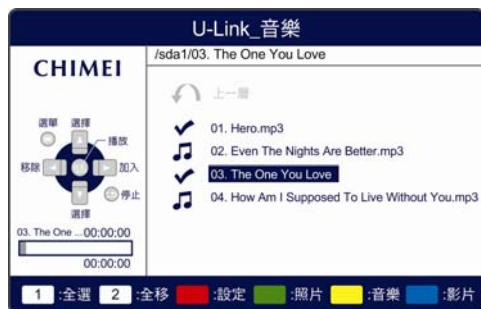 U-Link_音樂
/sda1/03. The One You Love
CHIMEI
上一層
選單 選擇
播放
移除 加入
停止
選擇
01. Hero.mp3
02. Even The Nights Are Better.mp3
03. The One You Love
04. How Am I Supposed To Live Without You.mp3
03. The One ...00:00:00
00:00:00
1 :全選 2 :全移 :設定 :照片 :音樂 :影片